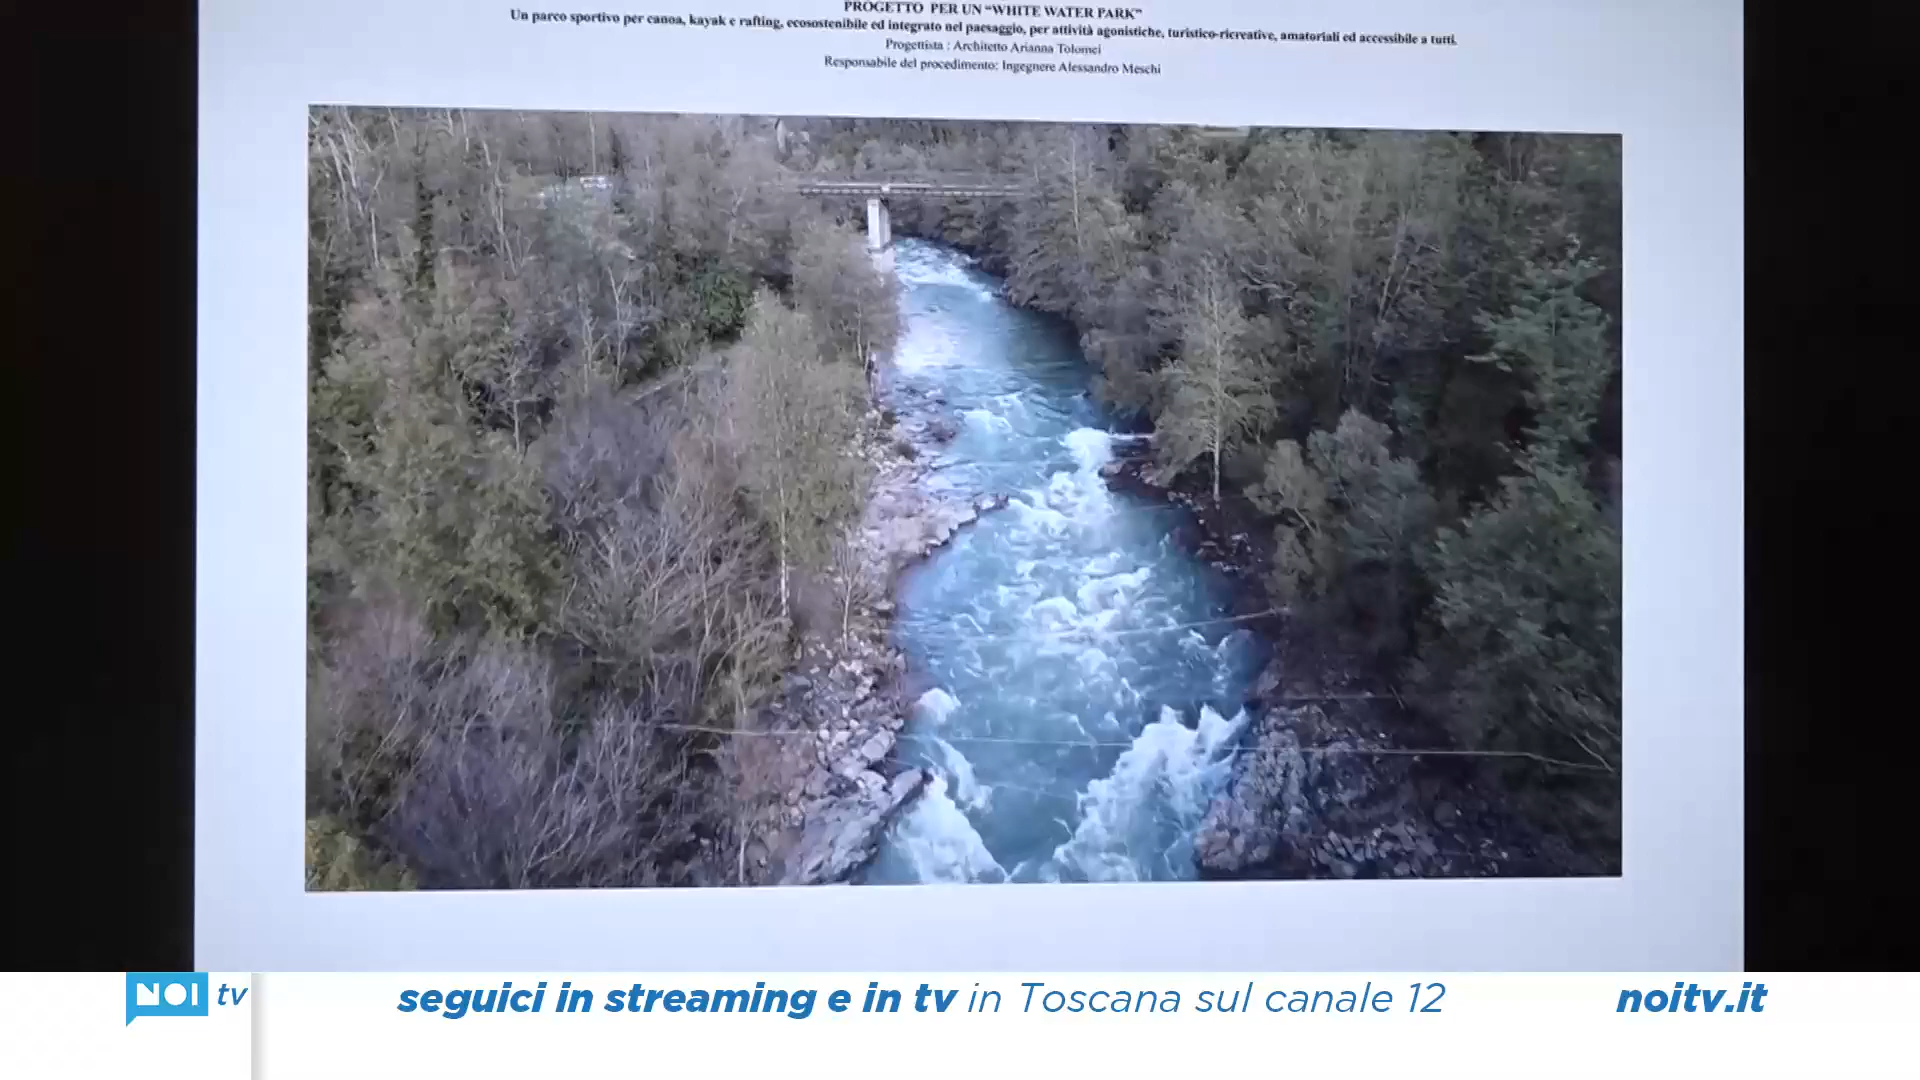 PROGETTO PER UN “WHITE WATER PARK”
Un parco sportivo per canoa, kayak e rafting, ecosostenibile ed integrato nel paesaggio, per attività agonistiche, turistico-ricreative, amatoriali ed accessibile a tutti.
Progettista : Architetto Arianna Tolomei
Responsabile del procedimento: Ingegnere Alessandro Meschi
NOI tv
seguici in streaming e in tv in Toscana sul canale 12
noitv.it